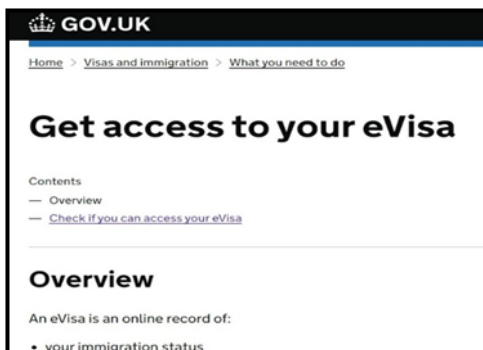 GOV.UK
Home > Visas and immigration > What you need to do
Get access to your eVisa
Contents
— Overview
— Check if you can access your eVisa
Overview
An eVisa is an online record of:
• your immigration status